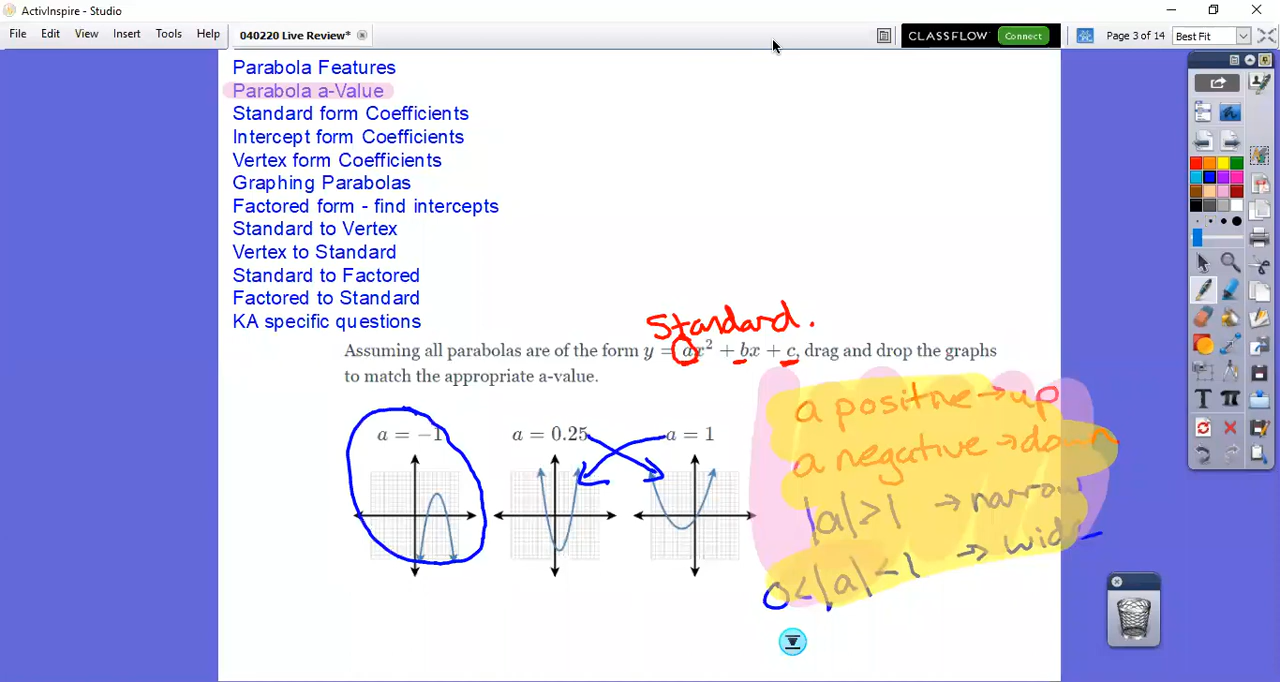 ActivInspire - Studio
File Edit View Insert Tools Help 040220 Live Review* CLASSFLOW Connect Page 3 of 14 Best Fit
Parabola Features
Parabola a-Value
Standard form Coefficients
Intercept form Coefficients
Vertex form Coefficients
Graphing Parabolas
Factored form - find intercepts
Standard to Vertex
Vertex to Standard
Standard to Factored
Factored to Standard
KA specific questions
Standard.
Assuming all parabolas are of the form y = ax² + bx + c, drag and drop the graphs
to match the appropriate a-value.
a = −1 a = 0.25 a = 1
a positive → up
a negative → down
|a| > 1 → narrow
0 < |a| < 1 → wide